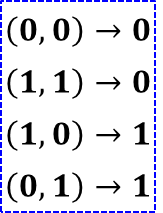 (0, 0) → 0
(1, 1) → 0
(1, 0) → 1
(0, 1) → 1